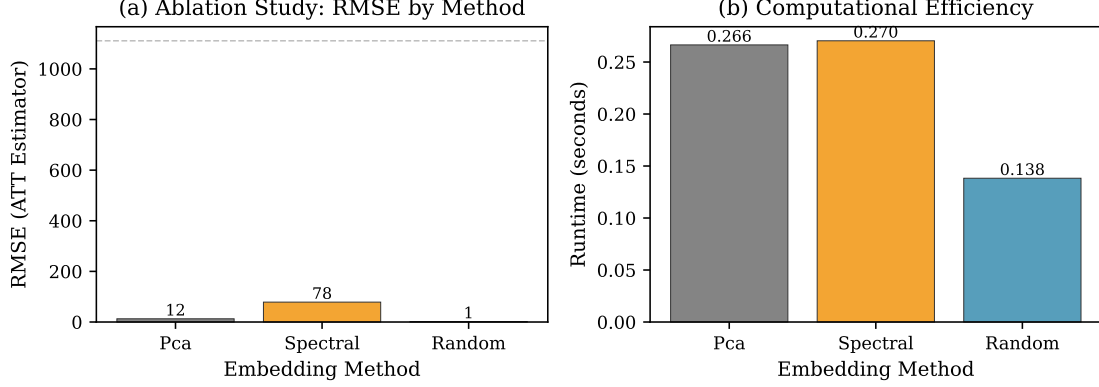 (a) Ablation Study: RMSE by Method
RMSE (ATT Estimator)
1000
800
600
400
200
0
12
78
1
Pca
Spectral
Random
Embedding Method
(b) Computational Efficiency
Runtime (seconds)
0.25
0.20
0.15
0.10
0.05
0.00
0.266
0.270
0.138
Pca
Spectral
Random
Embedding Method